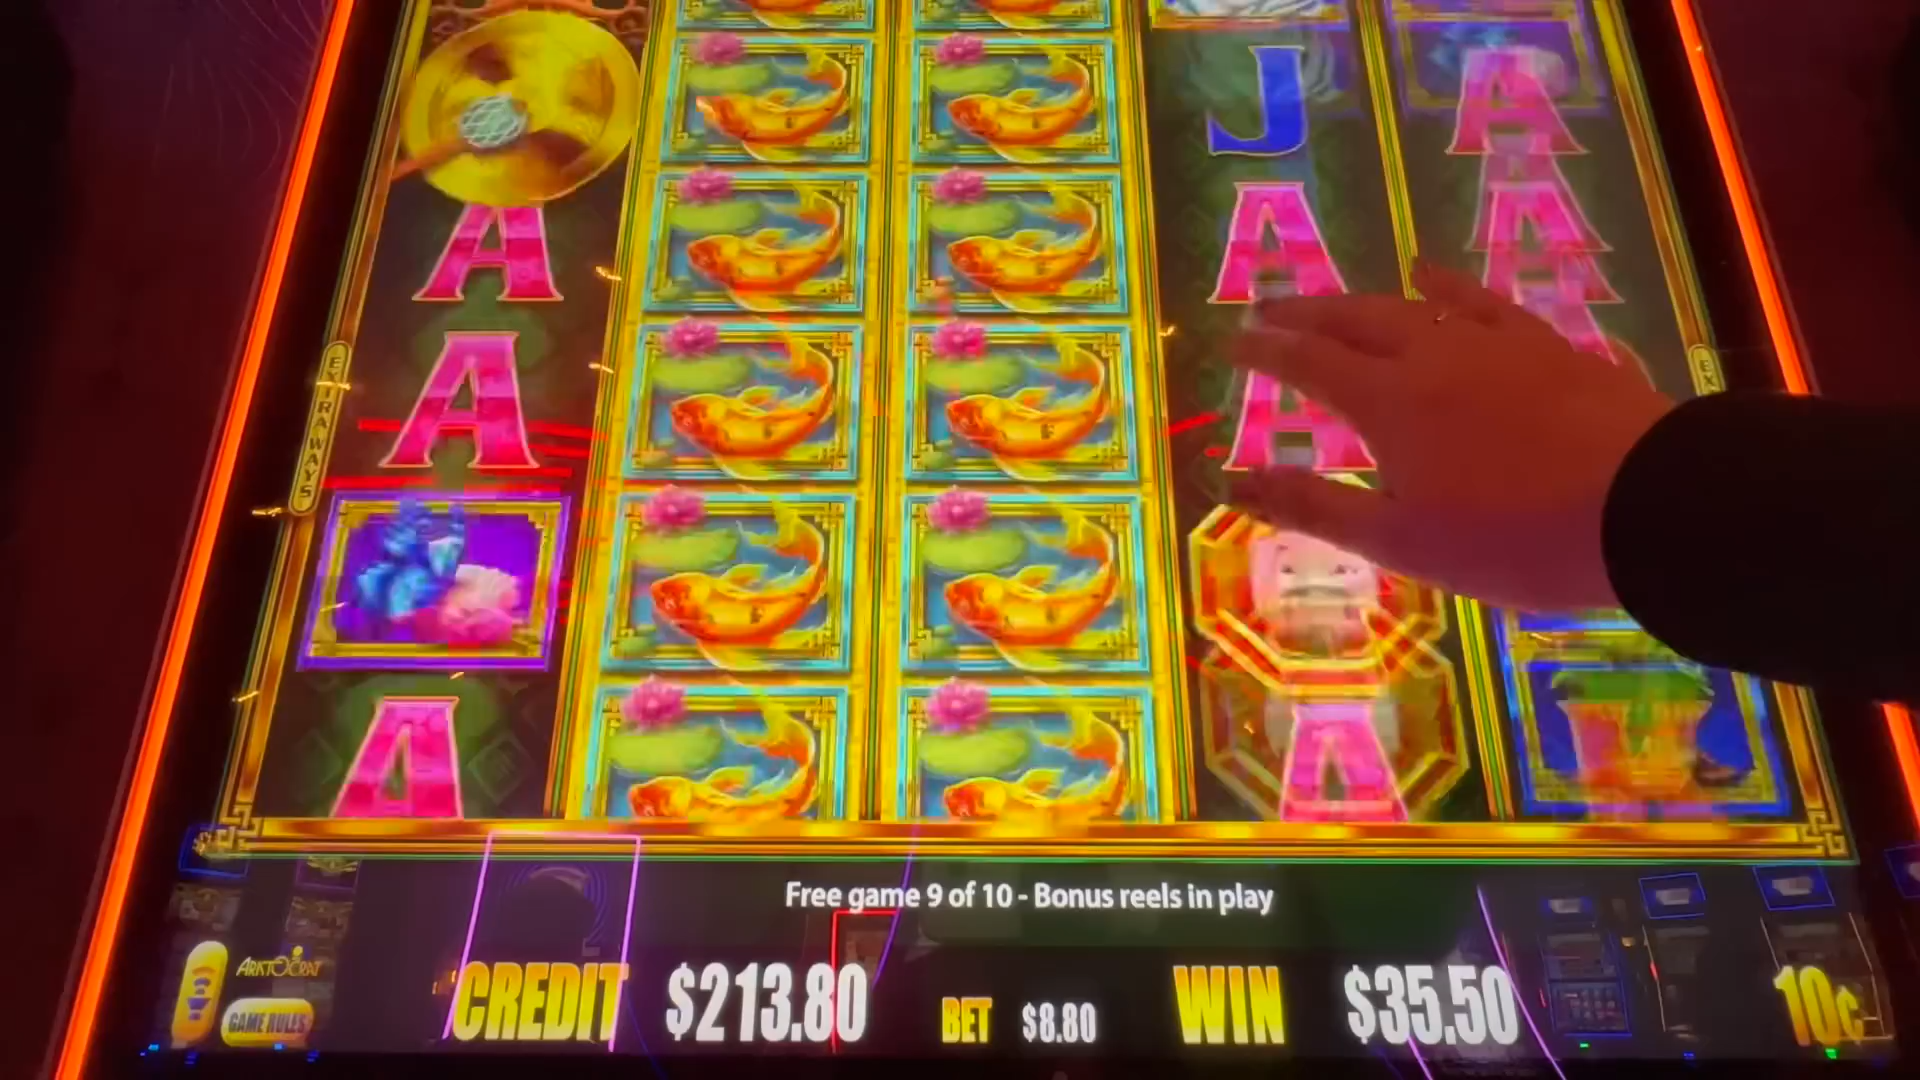 J
A
A
A
A
A
A
A
A
EXTRA WAYS
EX
Free game 9 of 10 - Bonus reels in play
ARISTOCRAT
GAME RULES
CREDIT $213.80
BET $8.80
WIN $35.50
10¢